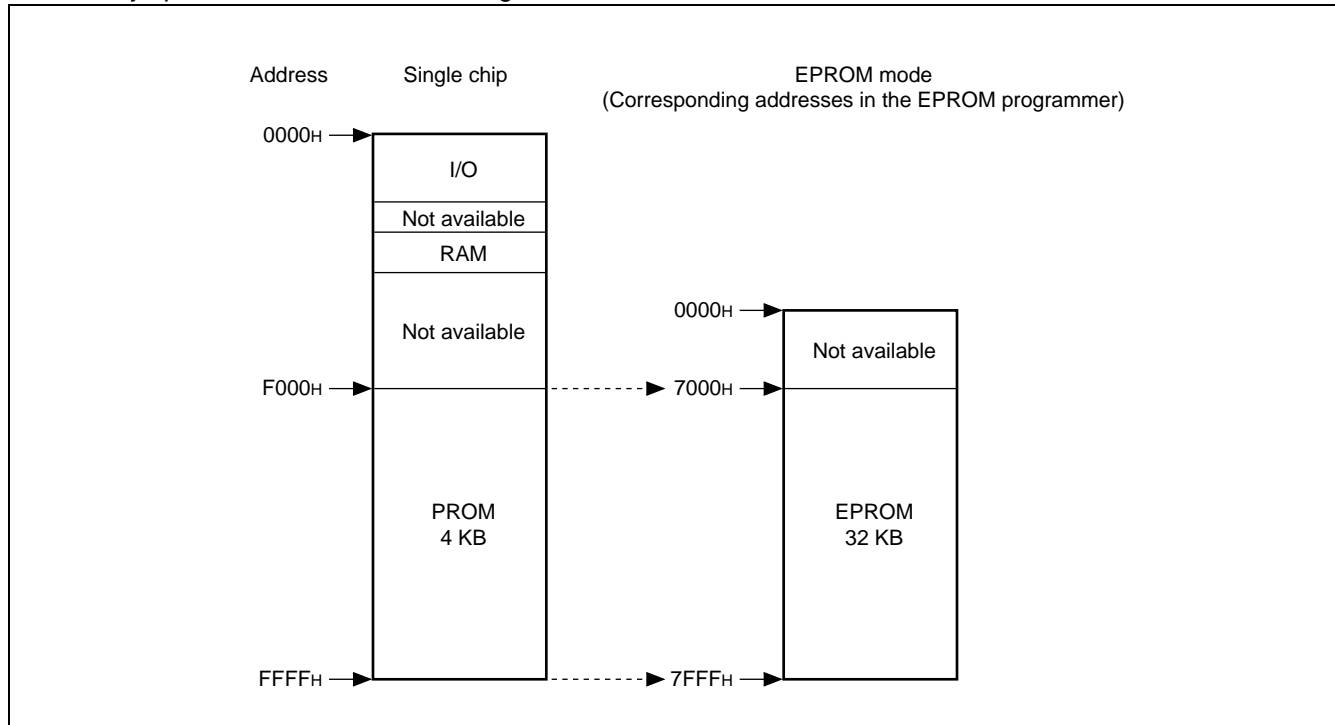 Address Single chip EPROM mode
(Corresponding addresses in the EPROM programmer)
0000H
I/O
Not available
RAM
0000H
Not available
Not available
F000H 7000H
PROM EPROM
4 KB 32 KB
FFFFH 7FFFH